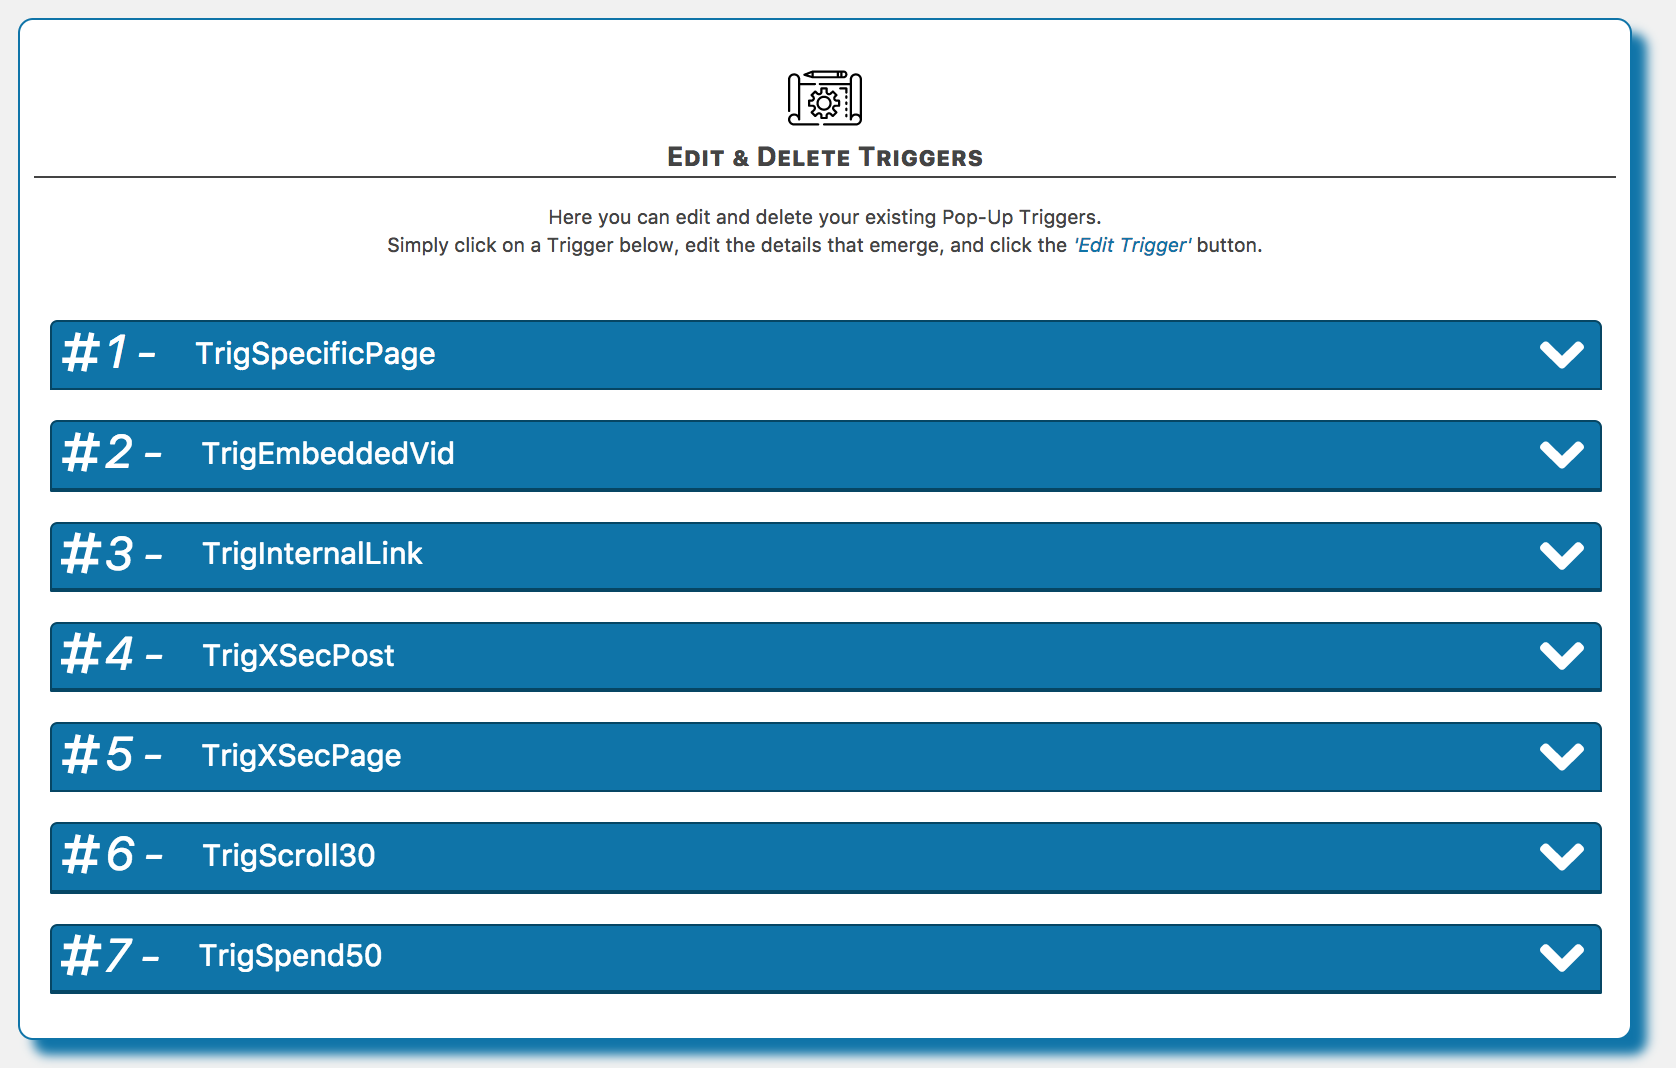 Edit & Delete Triggers
Here you can edit and delete your existing Pop-Up Triggers.
Simply click on a Trigger below, edit the details that emerge, and click the 'Edit Trigger' button.
#1 - TrigSpecificPage
#2 - TrigEmbeddedVid
#3 - TrigInternalLink
#4 - TrigXSecPost
#5 - TrigXSecPage
#6 - TrigScroll30
#7 - TrigSpend50